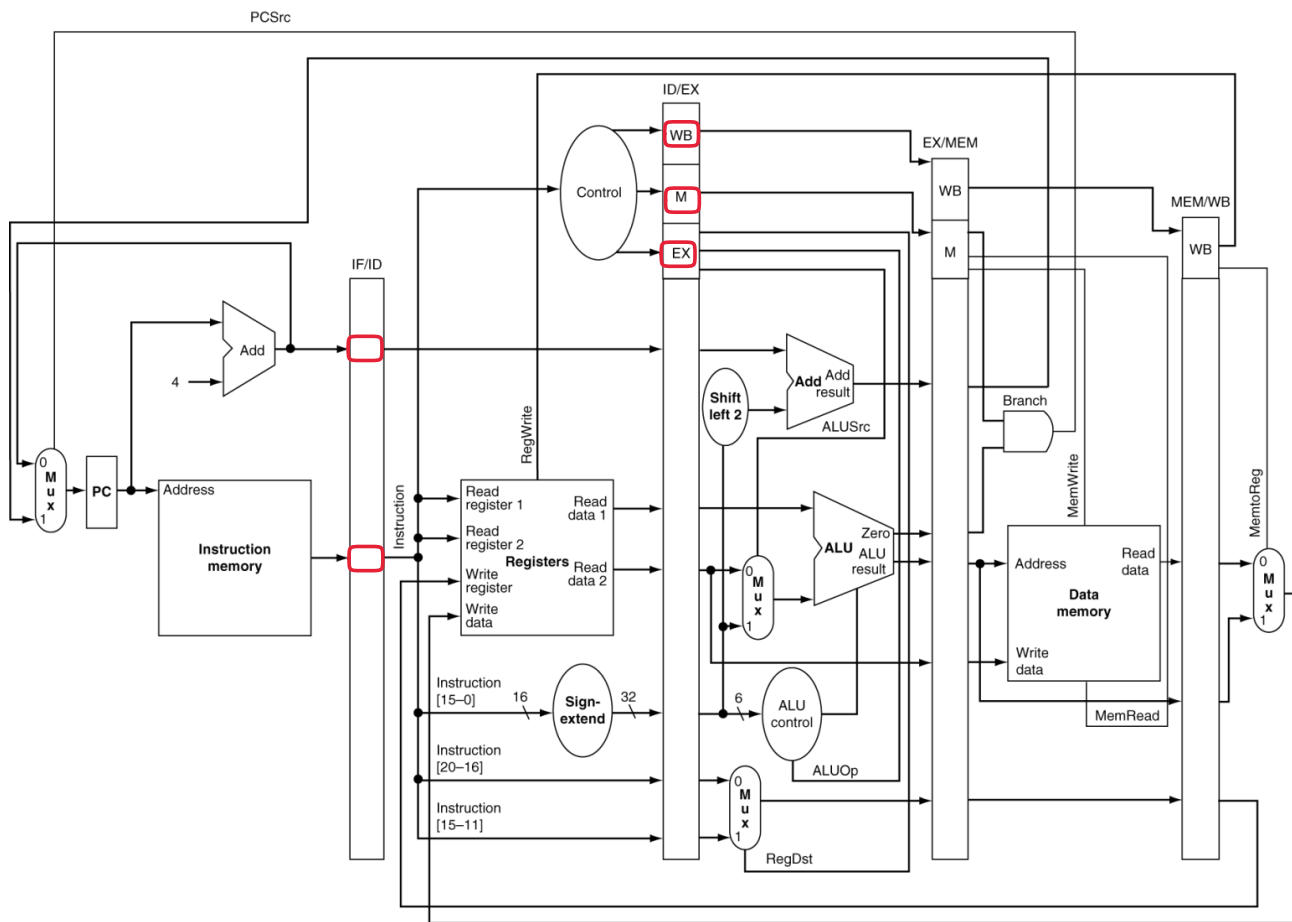 PCSrc
ID/EX
WB
EX/MEM
Control
M
WB
MEM/WB
EX
M
WB
IF/ID
Add
4
Add
Add
result
Shift
left 2
Branch
ALUSrc
RegWrite
MemWrite
MemtoReg
0
M
u
x
1
PC
Address
Instruction
memory
Instruction
Read
register 1
Read
data 1
Read
register 2
Registers
Write
register
Read
data 2
Write
data
0
M
u
x
1
Zero
ALU
ALU
result
Address
Read
data
Data
memory
Write
data
0
M
u
x
1
MemRead
Instruction
[15–0]
16
Sign-
extend
32
6
ALU
control
Instruction
[20–16]
ALUOp
0
M
u
x
1
Instruction
[15–11]
RegDst